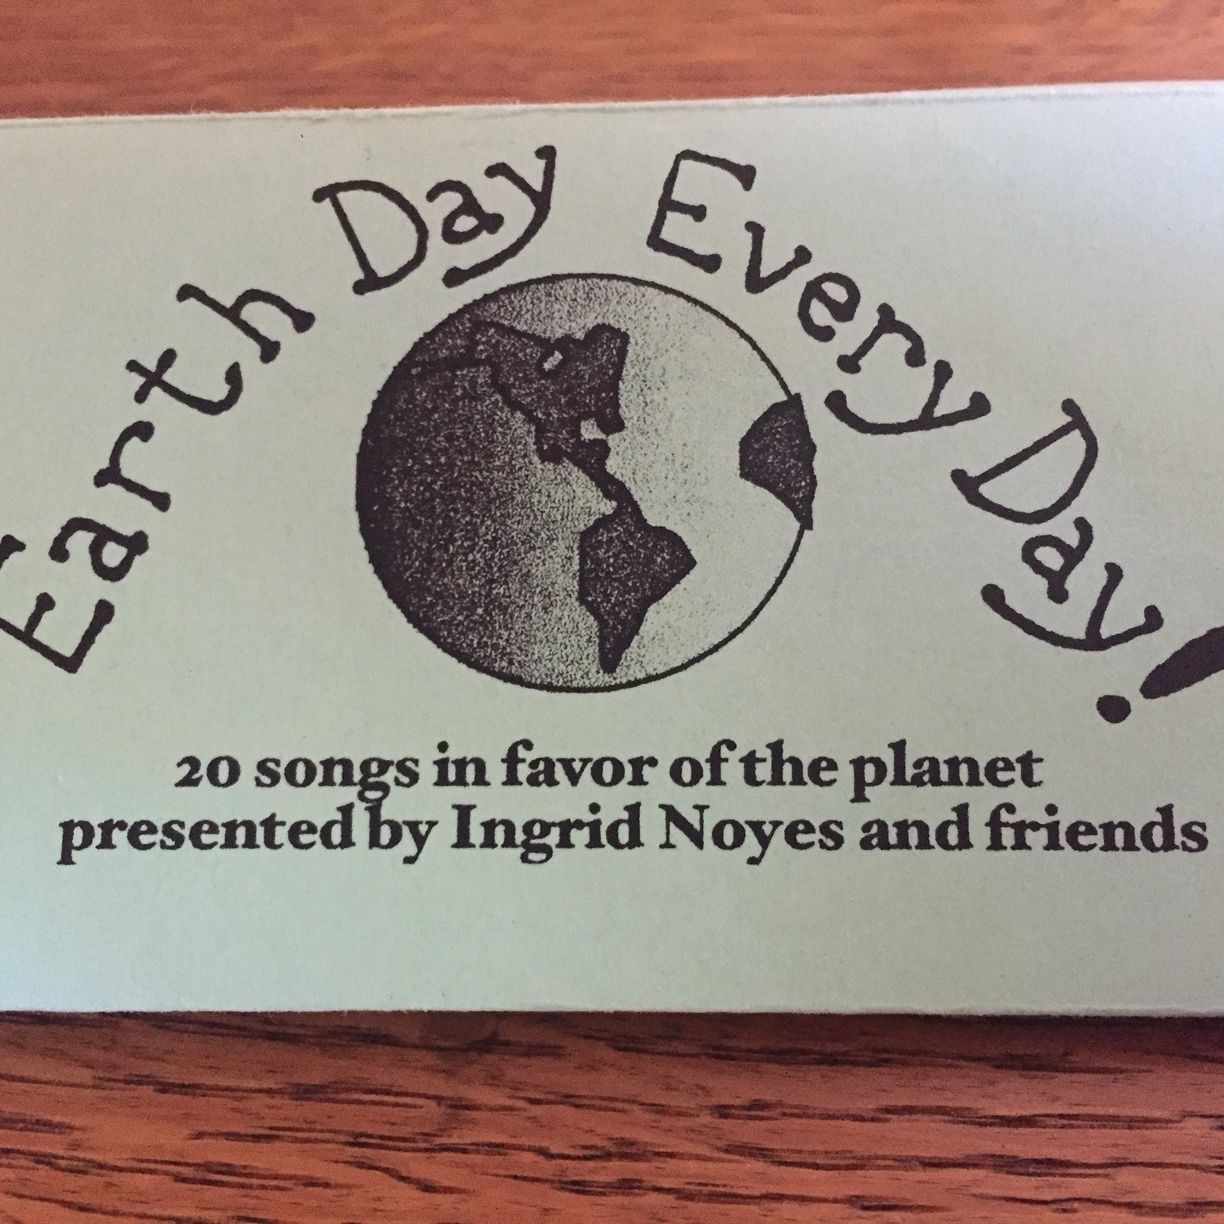 Earth Day Every Day!
20 songs in favor of the planet
presented by Ingrid Noyes and friends